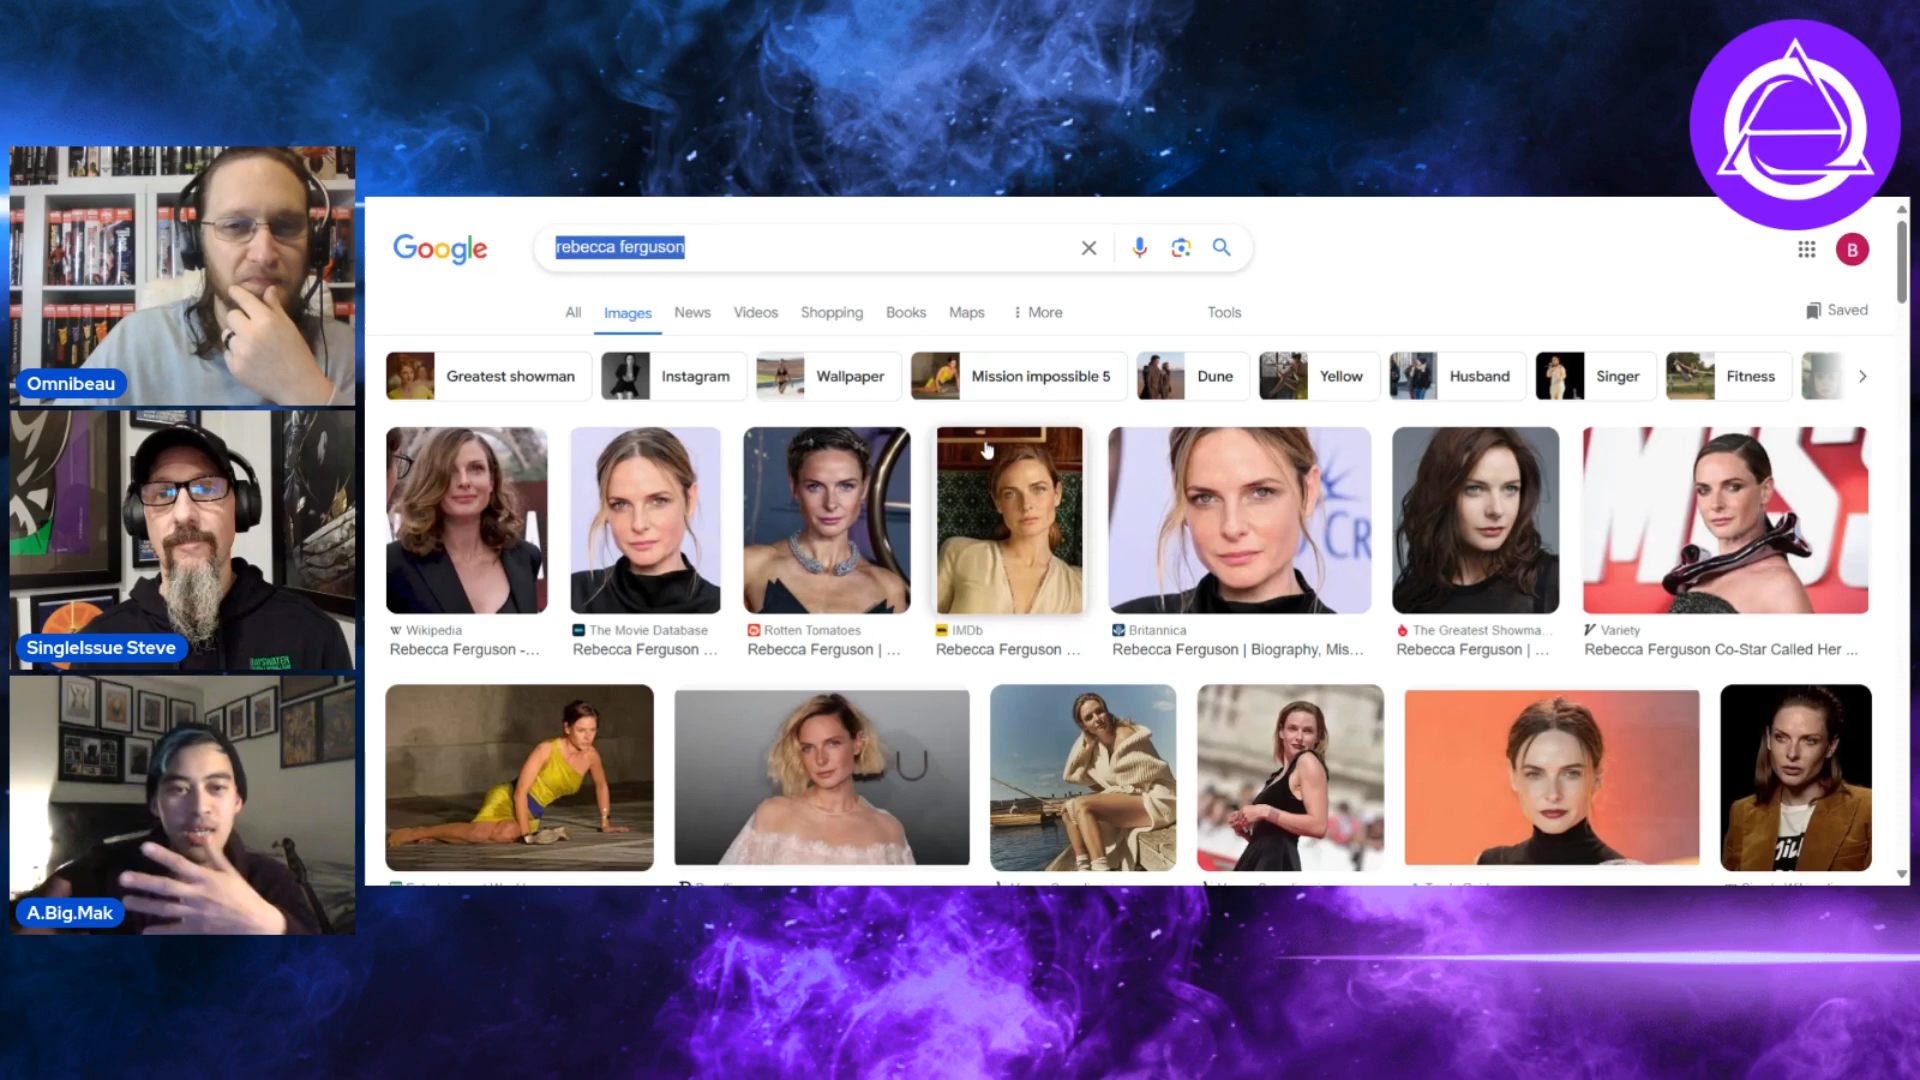 Omnibeau
SingleIssue Steve
A.Big.Mak
Google
rebecca ferguson
B
All
Images
News
Videos
Shopping
Books
Maps
More
Tools
Saved
Greatest showman
Instagram
Wallpaper
Mission impossible 5
Dune
Yellow
Husband
Singer
Fitness
W Wikipedia
Rebecca Ferguson -...
The Movie Database
Rebecca Ferguson ...
Rotten Tomatoes
Rebecca Ferguson | ...
IMDb
Rebecca Ferguson ...
CR
Britannica
Rebecca Ferguson | Biography, Mis...
The Greatest Showma...
Rebecca Ferguson | ...
Variety
Rebecca Ferguson Co-Star Called Her ...
U